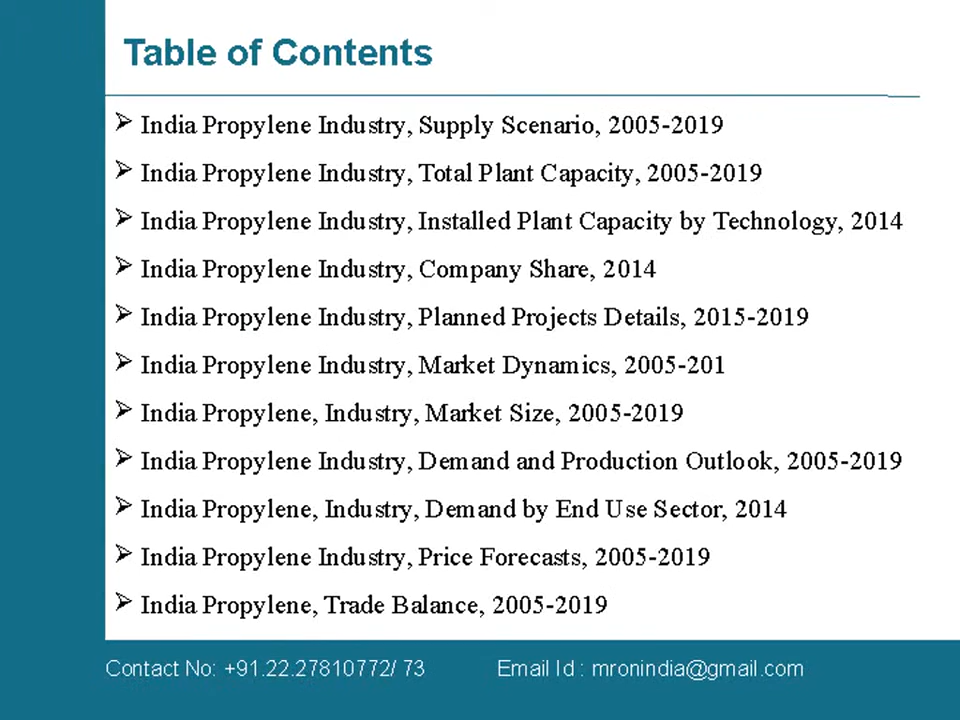 Table of Contents
India Propylene Industry, Supply Scenario, 2005-2019
India Propylene Industry, Total Plant Capacity, 2005-2019
India Propylene Industry, Installed Plant Capacity by Technology, 2014
India Propylene Industry, Company Share, 2014
India Propylene Industry, Planned Projects Details, 2015-2019
India Propylene Industry, Market Dynamics, 2005-201
India Propylene, Industry, Market Size, 2005-2019
India Propylene Industry, Demand and Production Outlook, 2005-2019
India Propylene, Industry, Demand by End Use Sector, 2014
India Propylene Industry, Price Forecasts, 2005-2019
India Propylene, Trade Balance, 2005-2019
Contact No: +91.22.27810772/ 73 Email Id : mronindia@gmail.com